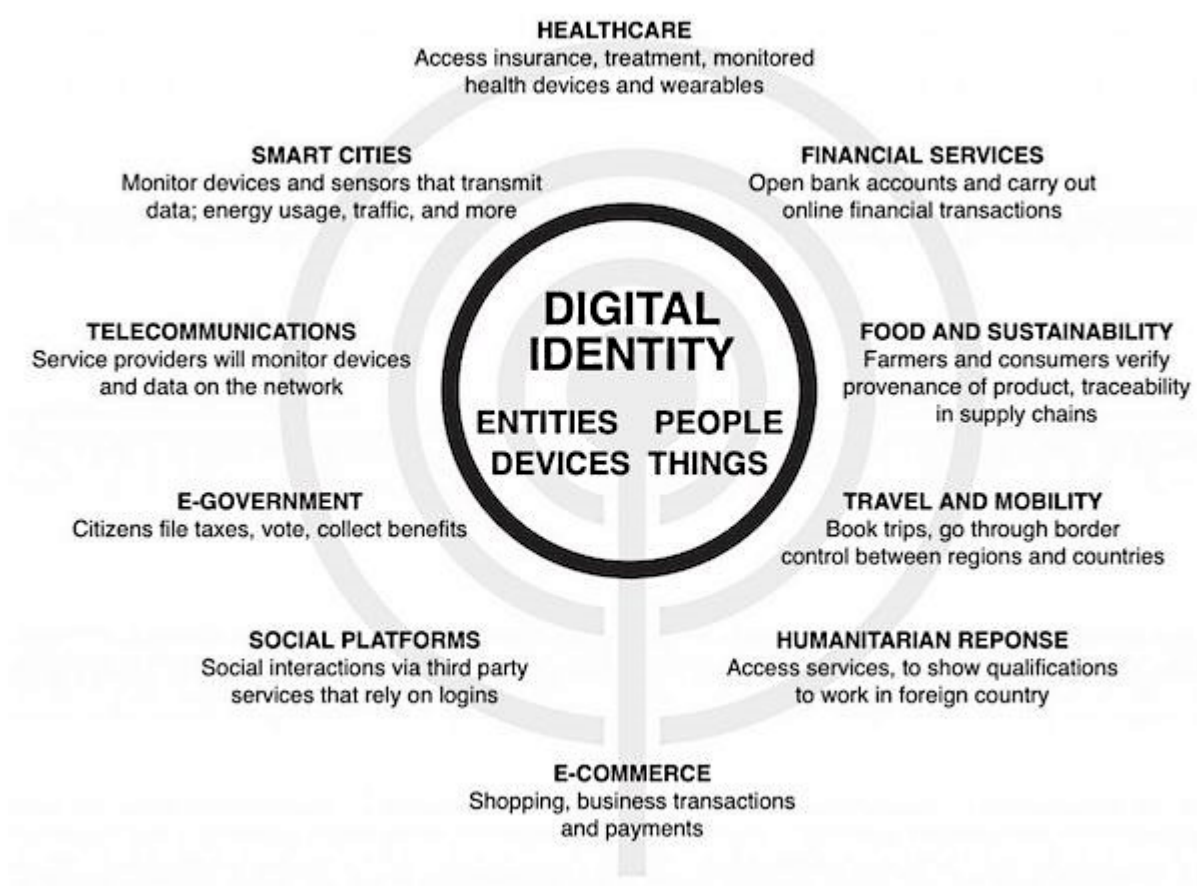 HEALTHCARE
Access insurance, treatment, monitored
health devices and wearables
SMART CITIES
Monitor devices and sensors that transmit
data; energy usage, traffic, and more
FINANCIAL SERVICES
Open bank accounts and carry out
online financial transactions
DIGITAL
IDENTITY
ENTITIES PEOPLE
DEVICES THINGS
TELECOMMUNICATIONS
Service providers will monitor devices
and data on the network
FOOD AND SUSTAINABILITY
Farmers and consumers verify
provenance of product, traceability
in supply chains
E-GOVERNMENT
Citizens file taxes, vote, collect benefits
TRAVEL AND MOBILITY
Book trips, go through border
control between regions and countries
SOCIAL PLATFORMS
Social interactions via third party
services that rely on logins
HUMANITARIAN REPONSE
Access services, to show qualifications
to work in foreign country
E-COMMERCE
Shopping, business transactions
and payments